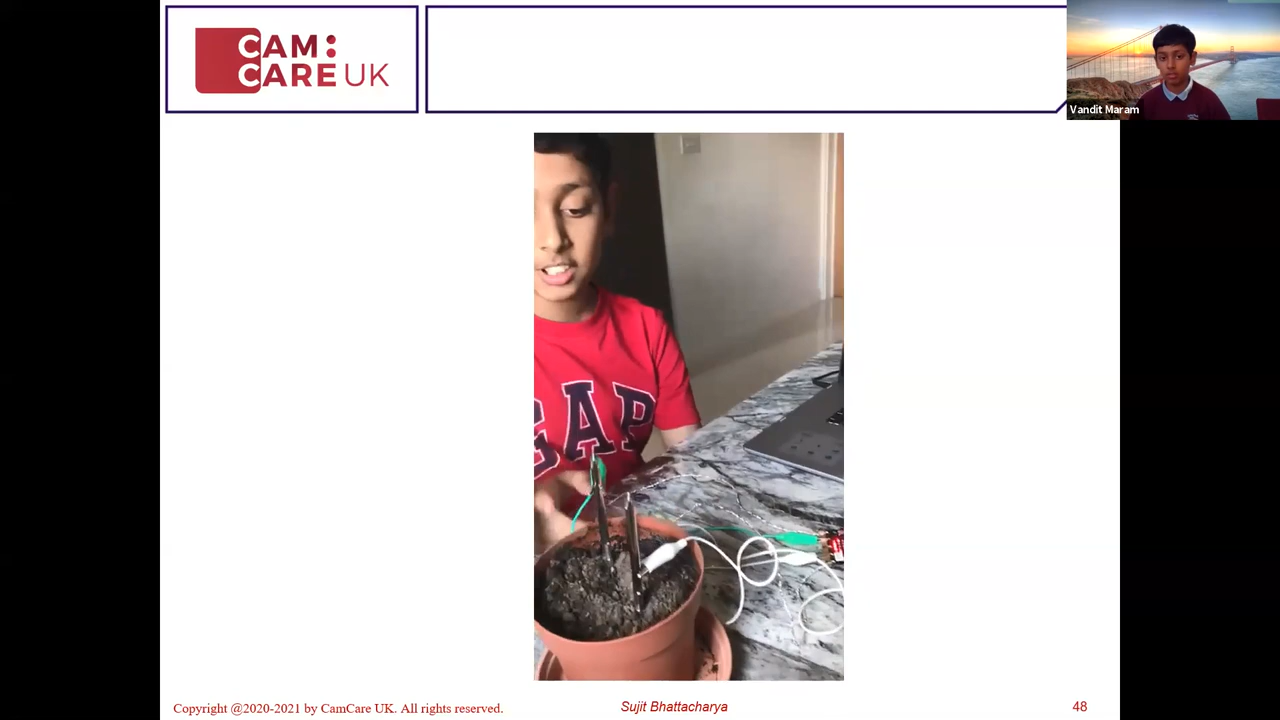 CAM:
CARE UK
Vandit Maram
GAP
Copyright @2020-2021 by CamCare UK. All rights reserved.
Sujit Bhattacharya
48